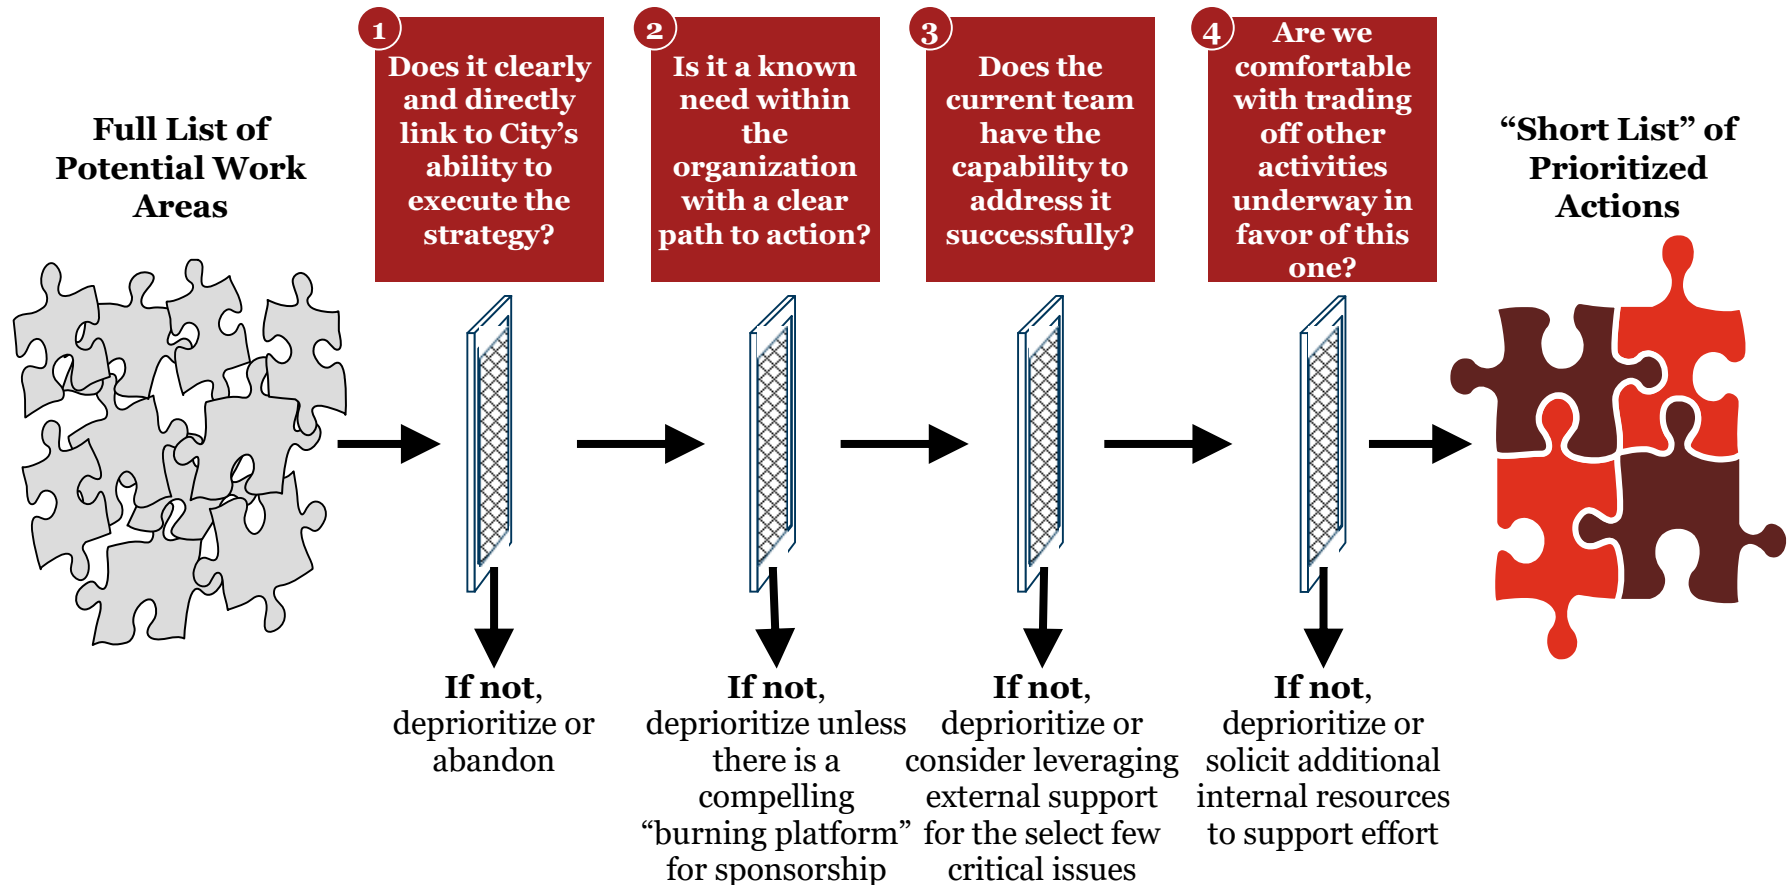 Full List of
Potential Work
Areas
1
Does it clearly
and directly
link to City’s
ability to
execute the
strategy?
2
Is it a known
need within
the
organization
with a clear
path to action?
3
Does the
current team
have the
capability to
address it
successfully?
4
Are we
comfortable
with trading
off other
activities
underway in
favor of this
one?
“Short List” of
Prioritized
Actions
If not,
deprioritize or
abandon
If not,
deprioritize unless
there is a
compelling
“burning platform”
for sponsorship
If not,
deprioritize or
consider leveraging
external support
for the select few
critical issues
If not,
deprioritize or
solicit additional
internal resources
to support effort